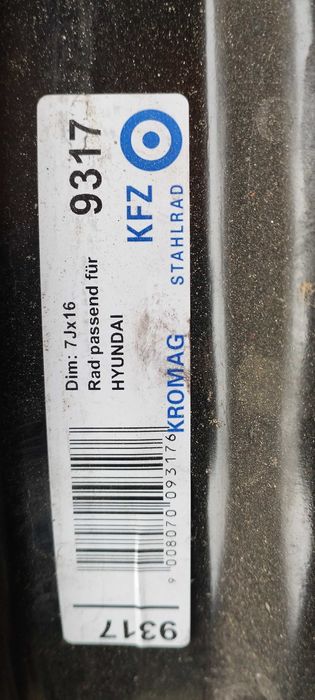 Dim: 7Jx16
Rad passend für
HYUNDAI
9317
KFZ
KROMAG STAHLRAD
9 008070 093176
9317